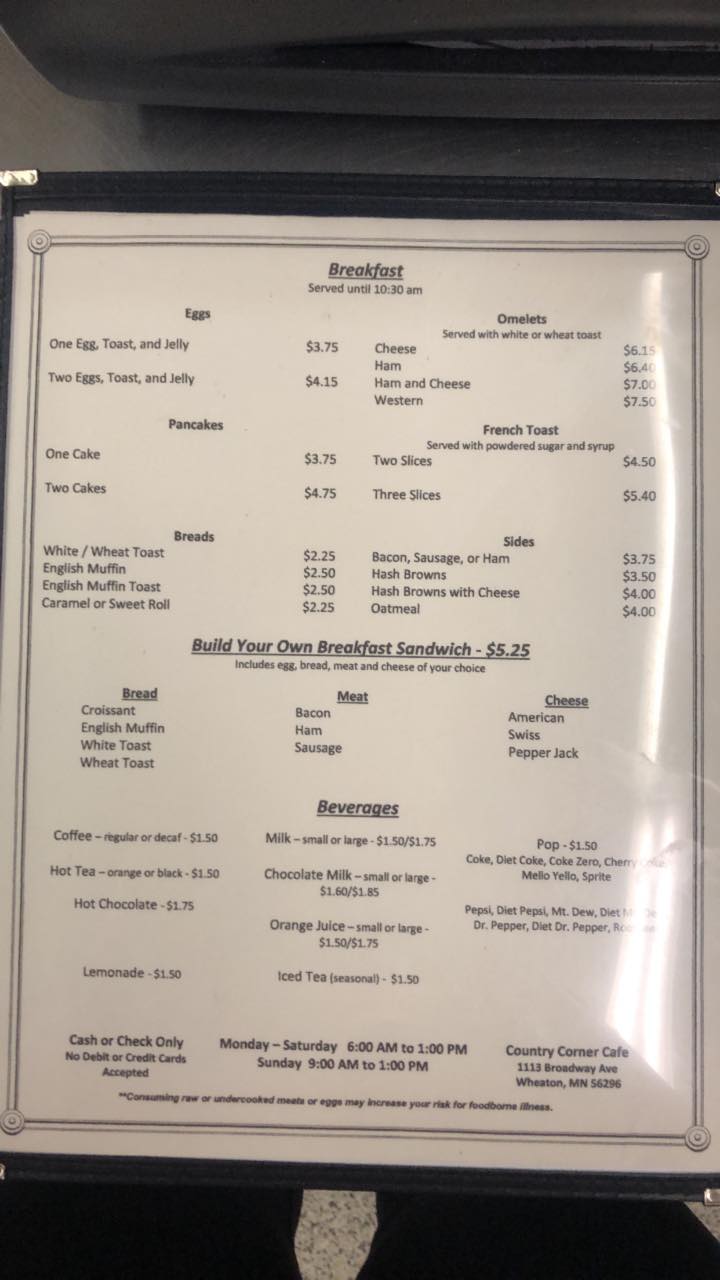 Breakfast
Served until 10:30 am
Eggs
One Egg, Toast, and Jelly $3.75
Two Eggs, Toast, and Jelly $4.15
Omelets
Served with white or wheat toast
Cheese $6.15
Ham $6.40
Ham and Cheese $7.00
Western $7.50
Pancakes
One Cake $3.75
Two Cakes $4.75
French Toast
Served with powdered sugar and syrup
Two Slices $4.50
Three Slices $5.40
Breads
White / Wheat Toast $2.25
English Muffin $2.50
English Muffin Toast $2.50
Caramel or Sweet Roll $2.25
Sides
Bacon, Sausage, or Ham $3.75
Hash Browns $3.50
Hash Browns with Cheese $4.00
Oatmeal $4.00
Build Your Own Breakfast Sandwich - $5.25
Includes egg, bread, meat and cheese of your choice
Bread
Croissant
English Muffin
White Toast
Wheat Toast
Meat
Bacon
Ham
Sausage
Cheese
American
Swiss
Pepper Jack
Beverages
Coffee – regular or decaf - $1.50
Hot Tea – orange or black - $1.50
Hot Chocolate - $1.75
Lemonade - $1.50
Milk – small or large - $1.50/$1.75
Chocolate Milk – small or large -
$1.60/$1.85
Orange Juice – small or large -
$1.50/$1.75
Iced Tea (seasonal) - $1.50
Pop - $1.50
Coke, Diet Coke, Coke Zero, Cherry Coke
Mello Yello, Sprite
Pepsi, Diet Pepsi, Mt. Dew, Diet
Dr. Pepper, Diet Dr. Pepper,
Cash or Check Only
No Debit or Credit Cards
Accepted
Monday – Saturday 6:00 AM to 1:00 PM
Sunday 9:00 AM to 1:00 PM
Country Corner Cafe
1113 Broadway Ave
Wheaton, MN 56296
**Consuming raw or undercooked meats or eggs may increase your risk for foodborne illness.